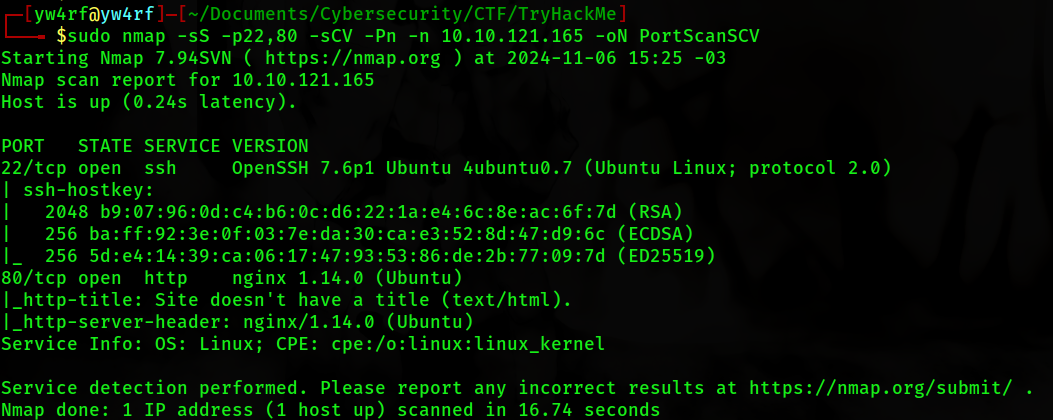 ┌─[yw4rf@yw4rf]─[~/Documents/Cybersecurity/CTF/TryHackMe]
└──╼ $sudo nmap -sS -p22,80 -sCV -Pn -n 10.10.121.165 -oN PortScanSCV
Starting Nmap 7.94SVN ( https://nmap.org ) at 2024-11-06 15:25 -03
Nmap scan report for 10.10.121.165
Host is up (0.24s latency).

PORT   STATE SERVICE VERSION
22/tcp open  ssh     OpenSSH 7.6p1 Ubuntu 4ubuntu0.7 (Ubuntu Linux; protocol 2.0)
| ssh-hostkey:
|   2048 b9:07:96:0d:c4:b6:0c:d6:22:1a:e4:6c:8e:ac:6f:7d (RSA)
|   256 ba:ff:92:3e:0f:03:7e:da:30:ca:e3:52:8d:47:d9:6c (ECDSA)
|_  256 5d:e4:14:39:ca:06:17:47:93:53:86:de:2b:77:09:7d (ED25519)
80/tcp open  http    nginx 1.14.0 (Ubuntu)
|_http-title: Site doesn't have a title (text/html).
|_http-server-header: nginx/1.14.0 (Ubuntu)
Service Info: OS: Linux; CPE: cpe:/o:linux:linux_kernel

Service detection performed. Please report any incorrect results at https://nmap.org/submit/ .
Nmap done: 1 IP address (1 host up) scanned in 16.74 seconds